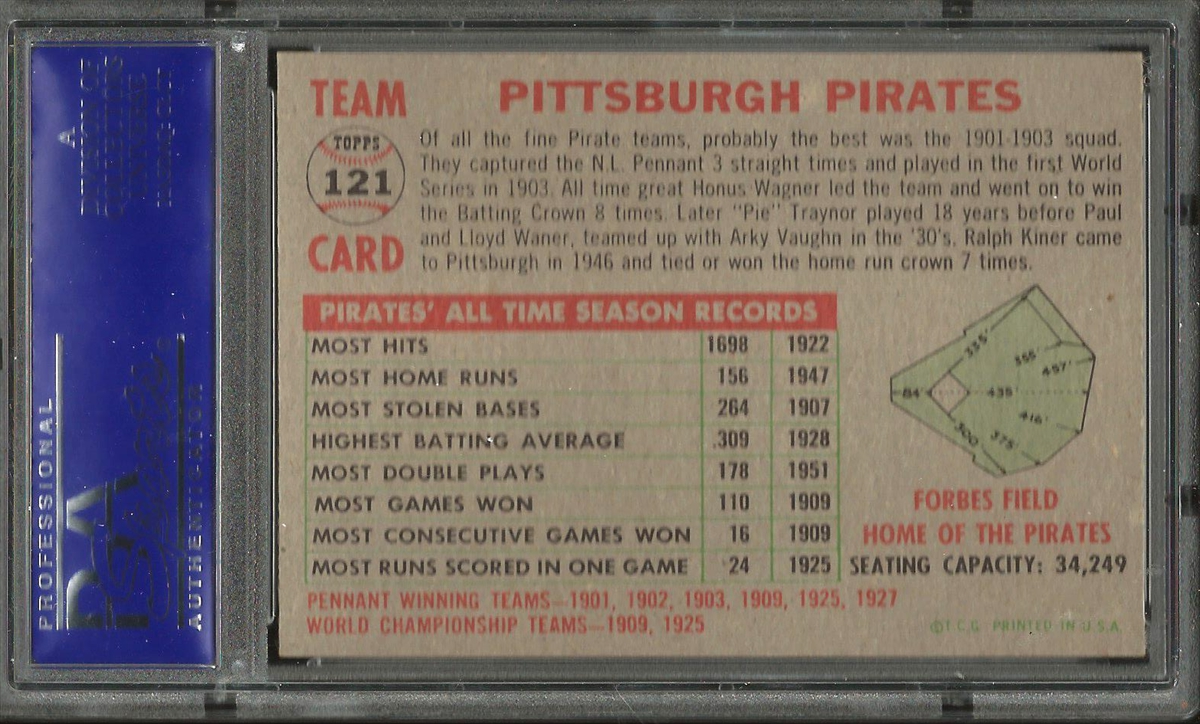 A
DIVISION OF
COLLECTORS
UNIVERSE
NASDAQ: CLCT
PROFESSIONAL
PSA
AUTHENTICATOR
TEAM
TOPPS
121
CARD
PITTSBURGH PIRATES
Of all the fine Pirate teams, probably the best was the 1901-1903 squad.
They captured the N.L. Pennant 3 straight times and played in the first World
Series in 1903. All time great Honus Wagner led the team and went on to win
the Batting Crown 8 times. Later "Pie" Traynor played 18 years before Paul
and Lloyd Waner, teamed up with Arky Vaughn in the '30's. Ralph Kiner came
to Pittsburgh in 1946 and tied or won the home run crown 7 times.
PIRATES' ALL TIME SEASON RECORDS
MOST HITS 1698 1922
MOST HOME RUNS 156 1947
MOST STOLEN BASES 264 1907
HIGHEST BATTING AVERAGE .309 1928
MOST DOUBLE PLAYS 178 1951
MOST GAMES WON 110 1909
MOST CONSECUTIVE GAMES WON 16 1909
MOST RUNS SCORED IN ONE GAME 24 1925
335'
355'
457'
84' 435'
416'
300' 375'
FORBES FIELD
HOME OF THE PIRATES
SEATING CAPACITY: 34,249
PENNANT WINNING TEAMS—1901, 1902, 1903, 1909, 1925, 1927
WORLD CHAMPIONSHIP TEAMS—1909, 1925
©T.C.G. PRINTED IN U.S.A.